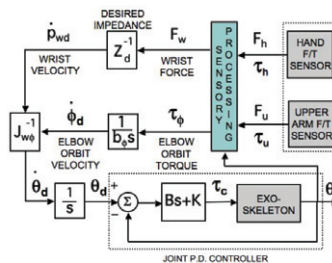 DESIRED
IMPEDANCE
ṗwd
Zd⁻¹
Fw
WRIST
VELOCITY
WRIST
FORCE
SENSORY
PROCESSING
Fh
τh
HAND
F/T
SENSOR
Jwφ⁻¹
φ̇d
1/bφs
τφ
ELBOW
ORBIT
VELOCITY
ELBOW
ORBIT
TORQUE
Fu
τu
UPPER
ARM F/T
SENSOR
θ̇d
1/s
θd
+
−
Σ
Bs+K
τc
EXO-
SKELETON
θ
JOINT P.D. CONTROLLER